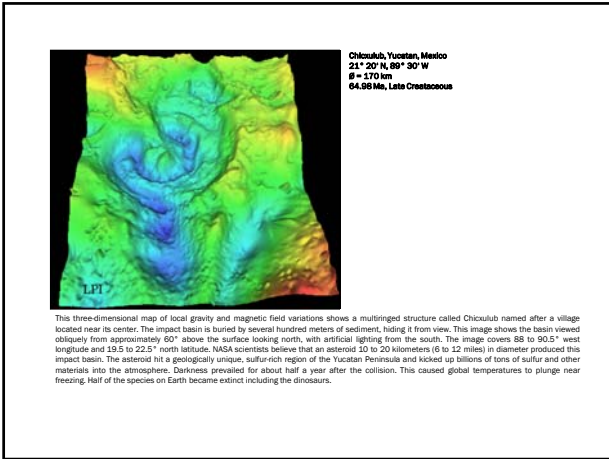 Chicxulub, Yucatan, Mexico
21° 20' N, 89° 30' W
Ø = 170 km
64.98 Ma, Late Creataceous
LPI
This three-dimensional map of local gravity and magnetic field variations shows a multiringed structure called Chicxulub named after a village
located near its center. The impact basin is buried by several hundred meters of sediment, hiding it from view. This image shows the basin viewed
obliquely from approximately 60° above the surface looking north, with artificial lighting from the south. The image covers 88 to 90.5° west
longitude and 19.5 to 22.5° north latitude. NASA scientists believe that an asteroid 10 to 20 kilometers (6 to 12 miles) in diameter produced this
impact basin. The asteroid hit a geologically unique, sulfur-rich region of the Yucatan Peninsula and kicked up billions of tons of sulfur and other
materials into the atmosphere. Darkness prevailed for about half a year after the collision. This caused global temperatures to plunge near
freezing. Half of the species on Earth became extinct including the dinosaurs.